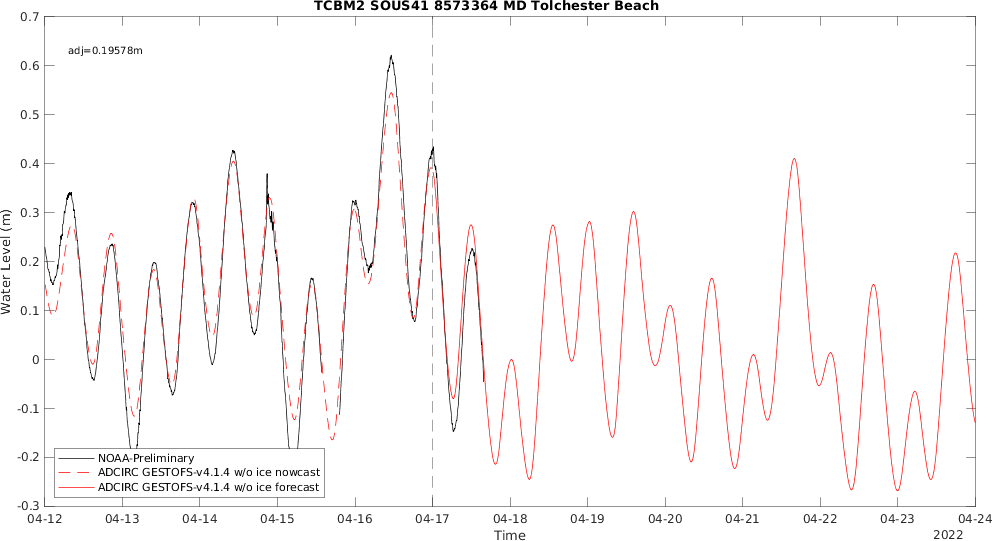 TCBM2 SOUS41 8573364 MD Tolchester Beach
adj=0.19578m
Water Level (m)
0.7
0.6
0.5
0.4
0.3
0.2
0.1
0
-0.1
-0.2
-0.3
NOAA-Preliminary
ADCIRC GESTOFS-v4.1.4 w/o ice nowcast
ADCIRC GESTOFS-v4.1.4 w/o ice forecast
04-12 04-13 04-14 04-15 04-16 04-17 04-18 04-19 04-20 04-21 04-22 04-23 04-24
Time
2022